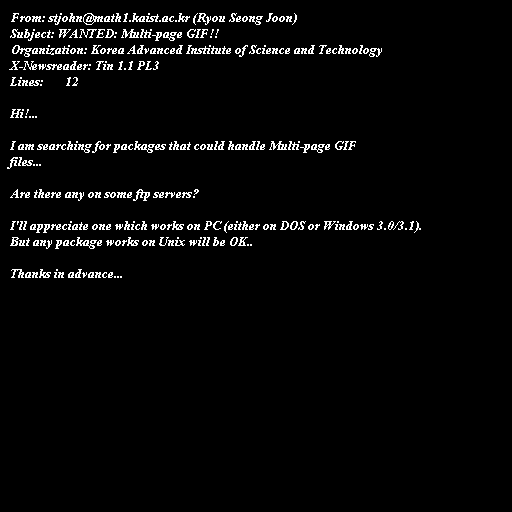 From: stjohn@math1.kaist.ac.kr (Ryou Seong Joon)
Subject: WANTED: Multi-page GIF!!
Organization: Korea Advanced Institute of Science and Technology
X-Newsreader: Tin 1.1 PL3
Lines: 12
Hi!...
I am searching for packages that could handle Multi-page GIF
files...
Are there any on some ftp servers?
I'll appreciate one which works on PC (either on DOS or Windows 3.0/3.1).
But any package works on Unix will be OK..
Thanks in advance...